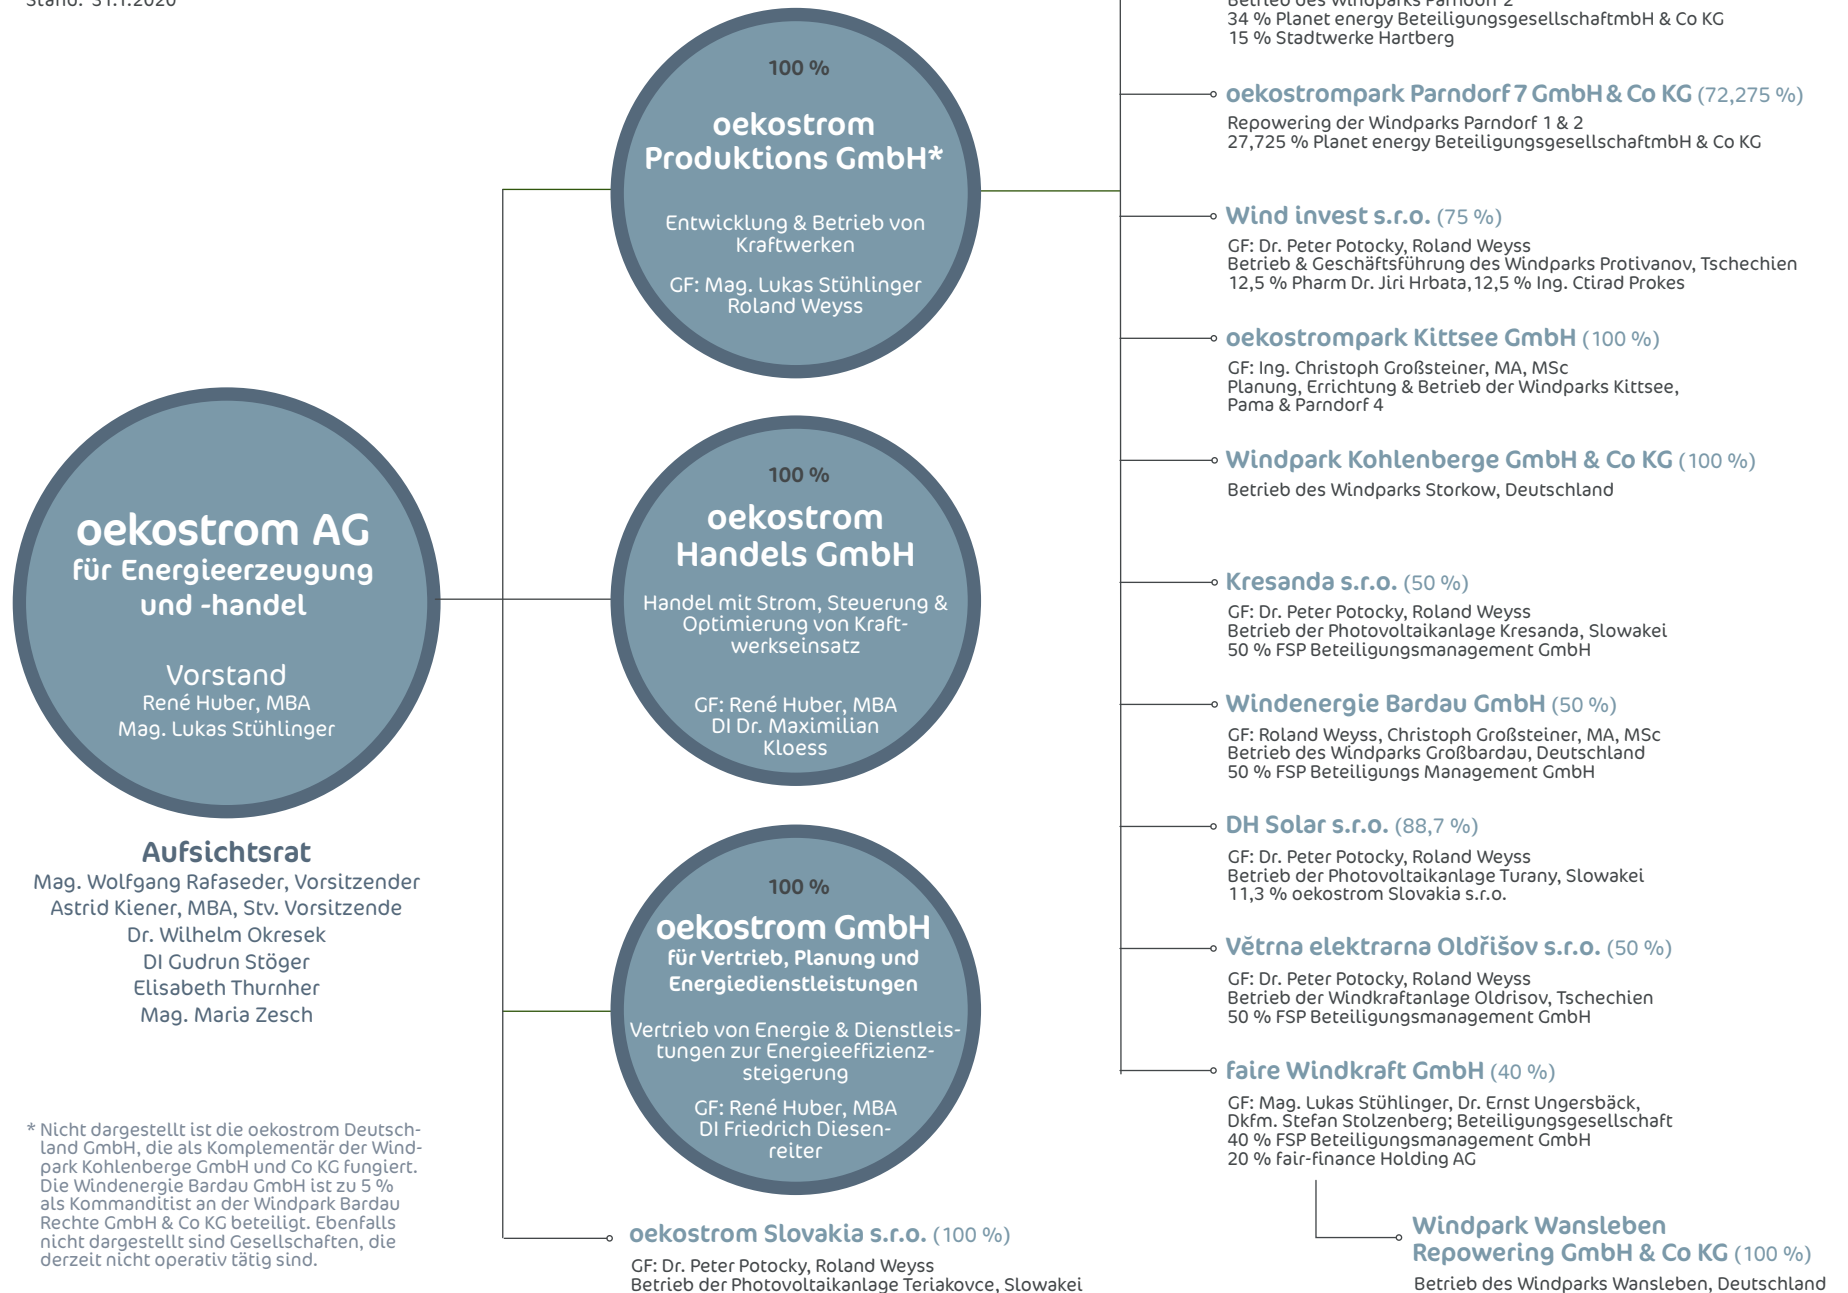 Stand: 31.1.2020
oekostrom AG
für Energieerzeugung
und -handel
Vorstand
René Huber, MBA
Mag. Lukas Stühlinger
Aufsichtsrat
Mag. Wolfgang Rafaseder, Vorsitzender
Astrid Kiener, MBA, Stv. Vorsitzende
Dr. Wilhelm Okresek
DI Gudrun Stöger
Elisabeth Thurnher
Mag. Maria Zesch
* Nicht dargestellt ist die oekostrom Deutsch-
land GmbH, die als Komplementär der Wind-
park Kohlenberge GmbH und Co KG fungiert.
Die Windenergie Bardau GmbH ist zu 5 %
als Kommanditist an der Windpark Bardau
Rechte GmbH & Co KG beteiligt. Ebenfalls
nicht dargestellt sind Gesellschaften, die
derzeit nicht operativ tätig sind.
100 %
oekostrom
Produktions GmbH*
Entwicklung & Betrieb von
Kraftwerken
GF: Mag. Lukas Stühlinger
Roland Weyss
100 %
oekostrom
Handels GmbH
Handel mit Strom, Steuerung &
Optimierung von Kraft-
werkseinsatz
GF: René Huber, MBA
DI Dr. Maximilian
Kloess
100 %
oekostrom GmbH
für Vertrieb, Planung und
Energiedienstleistungen
Vertrieb von Energie & Dienstleis-
tungen zur Energieeffizienz-
steigerung
GF: René Huber, MBA
DI Friedrich Diesen-
reiter
oekostrom Slovakia s.r.o. (100 %)
GF: Dr. Peter Potocky, Roland Weyss
Betrieb der Photovoltaikanlage Teriakovce, Slowakei
Betrieb des Windparks Parndorf 2
34 % Planet energy BeteiligungsgesellschaftmbH & Co KG
15 % Stadtwerke Hartberg
oekostrompark Parndorf 7 GmbH & Co KG (72,275 %)
Repowering der Windparks Parndorf 1 & 2
27,725 % Planet energy BeteiligungsgesellschaftmbH & Co KG
Wind invest s.r.o. (75 %)
GF: Dr. Peter Potocky, Roland Weyss
Betrieb & Geschäftsführung des Windparks Protivanov, Tschechien
12,5 % Pharm Dr. Jiri Hrbata, 12,5 % Ing. Ctirad Prokes
oekostrompark Kittsee GmbH (100 %)
GF: Ing. Christoph Großsteiner, MA, MSc
Planung, Errichtung & Betrieb der Windparks Kittsee,
Pama & Parndorf 4
Windpark Kohlenberge GmbH & Co KG (100 %)
Betrieb des Windparks Storkow, Deutschland
Kresanda s.r.o. (50 %)
GF: Dr. Peter Potocky, Roland Weyss
Betrieb der Photovoltaikanlage Kresanda, Slowakei
50 % FSP Beteiligungsmanagement GmbH
Windenergie Bardau GmbH (50 %)
GF: Roland Weyss, Christoph Großsteiner, MA, MSc
Betrieb des Windparks Großbardau, Deutschland
50 % FSP Beteiligungs Management GmbH
DH Solar s.r.o. (88,7 %)
GF: Dr. Peter Potocky, Roland Weyss
Betrieb der Photovoltaikanlage Turany, Slowakei
11,3 % oekostrom Slovakia s.r.o.
Větrna elektrarna Oldřišov s.r.o. (50 %)
GF: Dr. Peter Potocky, Roland Weyss
Betrieb der Windkraftanlage Oldrisov, Tschechien
50 % FSP Beteiligungsmanagement GmbH
faire Windkraft GmbH (40 %)
GF: Mag. Lukas Stühlinger, Dr. Ernst Ungersbäck,
Dkfm. Stefan Stolzenberg; Beteiligungsgesellschaft
40 % FSP Beteiligungsmanagement GmbH
20 % fair-finance Holding AG
Windpark Wansleben
Repowering GmbH & Co KG (100 %)
Betrieb des Windparks Wansleben, Deutschland